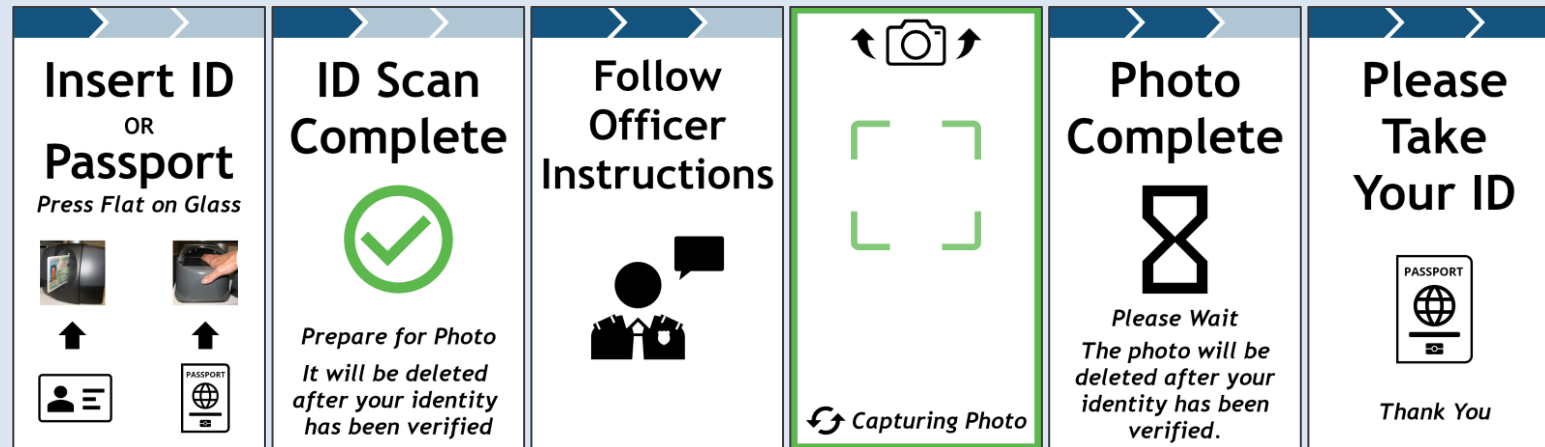 Insert ID
OR
Passport
Press Flat on Glass
PASSPORT
ID Scan
Complete
Prepare for Photo
It will be deleted
after your identity
has been verified
Follow
Officer
Instructions
Capturing Photo
Photo
Complete
Please Wait
The photo will be
deleted after your
identity has been
verified.
Please
Take
Your ID
PASSPORT
Thank You